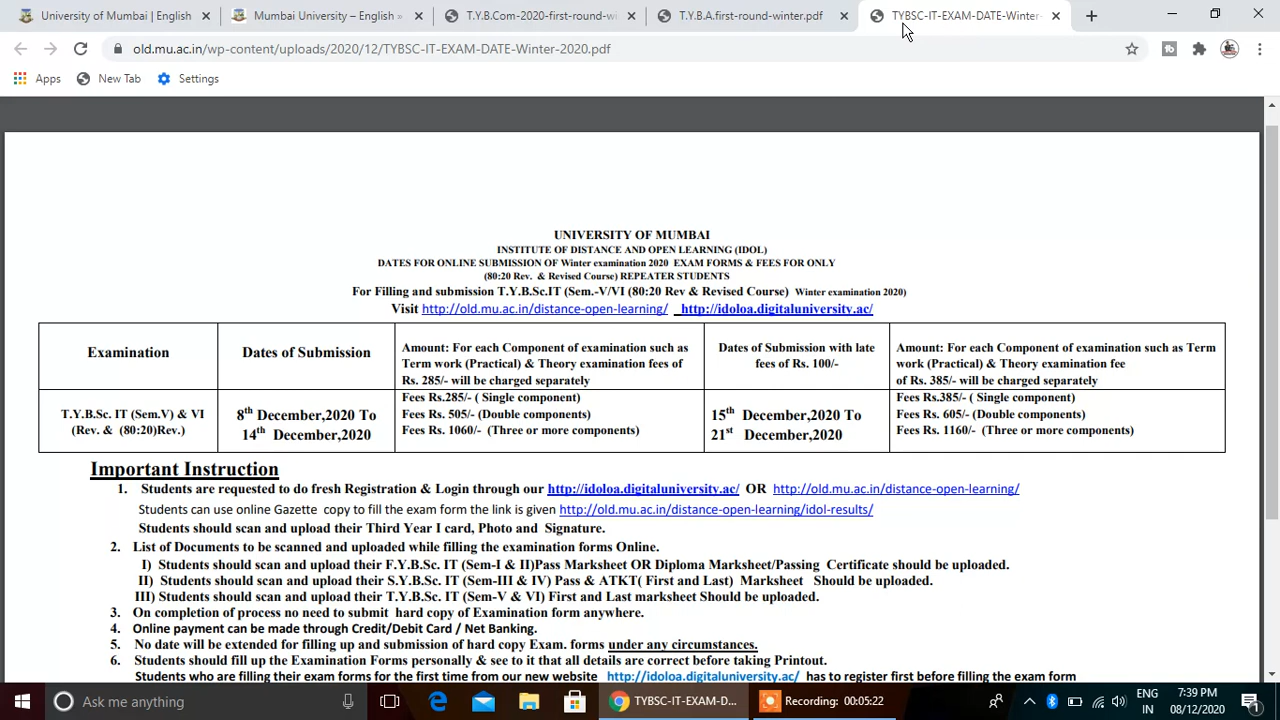 University of Mumbai | English
Mumbai University – English »
T.Y.B.Com-2020-first-round-wi
T.Y.B.A.first-round-winter.pdf
TYBSC-IT-EXAM-DATE-Winter-
old.mu.ac.in/wp-content/uploads/2020/12/TYBSC-IT-EXAM-DATE-Winter-2020.pdf
Apps New Tab Settings
UNIVERSITY OF MUMBAI
INSTITUTE OF DISTANCE AND OPEN LEARNING (IDOL)
DATES FOR ONLINE SUBMISSION OF Winter examination 2020 EXAM FORMS & FEES FOR ONLY
(80:20 Rev. & Revised Course) REPEATER STUDENTS
For Filling and submission T.Y.B.Sc.IT (Sem.-V/VI (80:20 Rev & Revised Course) Winter examination 2020)
Visit http://old.mu.ac.in/distance-open-learning/ http://idoloa.digitaluniversity.ac/
Examination
Dates of Submission
Amount: For each Component of examination such as
Term work (Practical) & Theory examination fees of
Rs. 285/- will be charged separately
Dates of Submission with late
fees of Rs. 100/-
Amount: For each Component of examination such as Term
work (Practical) & Theory examination fee
of Rs. 385/- will be charged separately
T.Y.B.Sc. IT (Sem.V) & VI
(Rev. & (80:20)Rev.)
8th December,2020 To
14th December,2020
Fees Rs.285/- ( Single component)
Fees Rs. 505/- (Double components)
Fees Rs. 1060/- (Three or more components)
15th December,2020 To
21st December,2020
Fees Rs.385/- ( Single component)
Fees Rs. 605/- (Double components)
Fees Rs. 1160/- (Three or more components)
Important Instruction
1. Students are requested to do fresh Registration & Login through our http://idoloa.digitaluniversity.ac/ OR http://old.mu.ac.in/distance-open-learning/
Students can use online Gazette copy to fill the exam form the link is given http://old.mu.ac.in/distance-open-learning/idol-results/
Students should scan and upload their Third Year I card, Photo and Signature.
2. List of Documents to be scanned and uploaded while filling the examination forms Online.
I) Students should scan and upload their F.Y.B.Sc. IT (Sem-I & II)Pass Marksheet OR Diploma Marksheet/Passing Certificate should be uploaded.
II) Students should scan and upload their S.Y.B.Sc. IT (Sem-III & IV) Pass & ATKT( First and Last) Marksheet Should be uploaded.
III) Students should scan and upload their T.Y.B.Sc. IT (Sem-V & VI) First and Last marksheet Should be uploaded.
3. On completion of process no need to submit hard copy of Examination form anywhere.
4. Online payment can be made through Credit/Debit Card / Net Banking.
5. No date will be extended for filling up and submission of hard copy Exam. forms under any circumstances.
6. Students should fill up the Examination Forms personally & see to it that all details are correct before taking Printout.
Students who are filling their exam forms for the first time from our new website http://idoloa.digitaluniversity.ac/ has to register first before filling the exam form
Ask me anything
TYBSC-IT-EXAM-D...
Recording: 00:05:22
ENG
IN
7:39 PM
08/12/2020
1